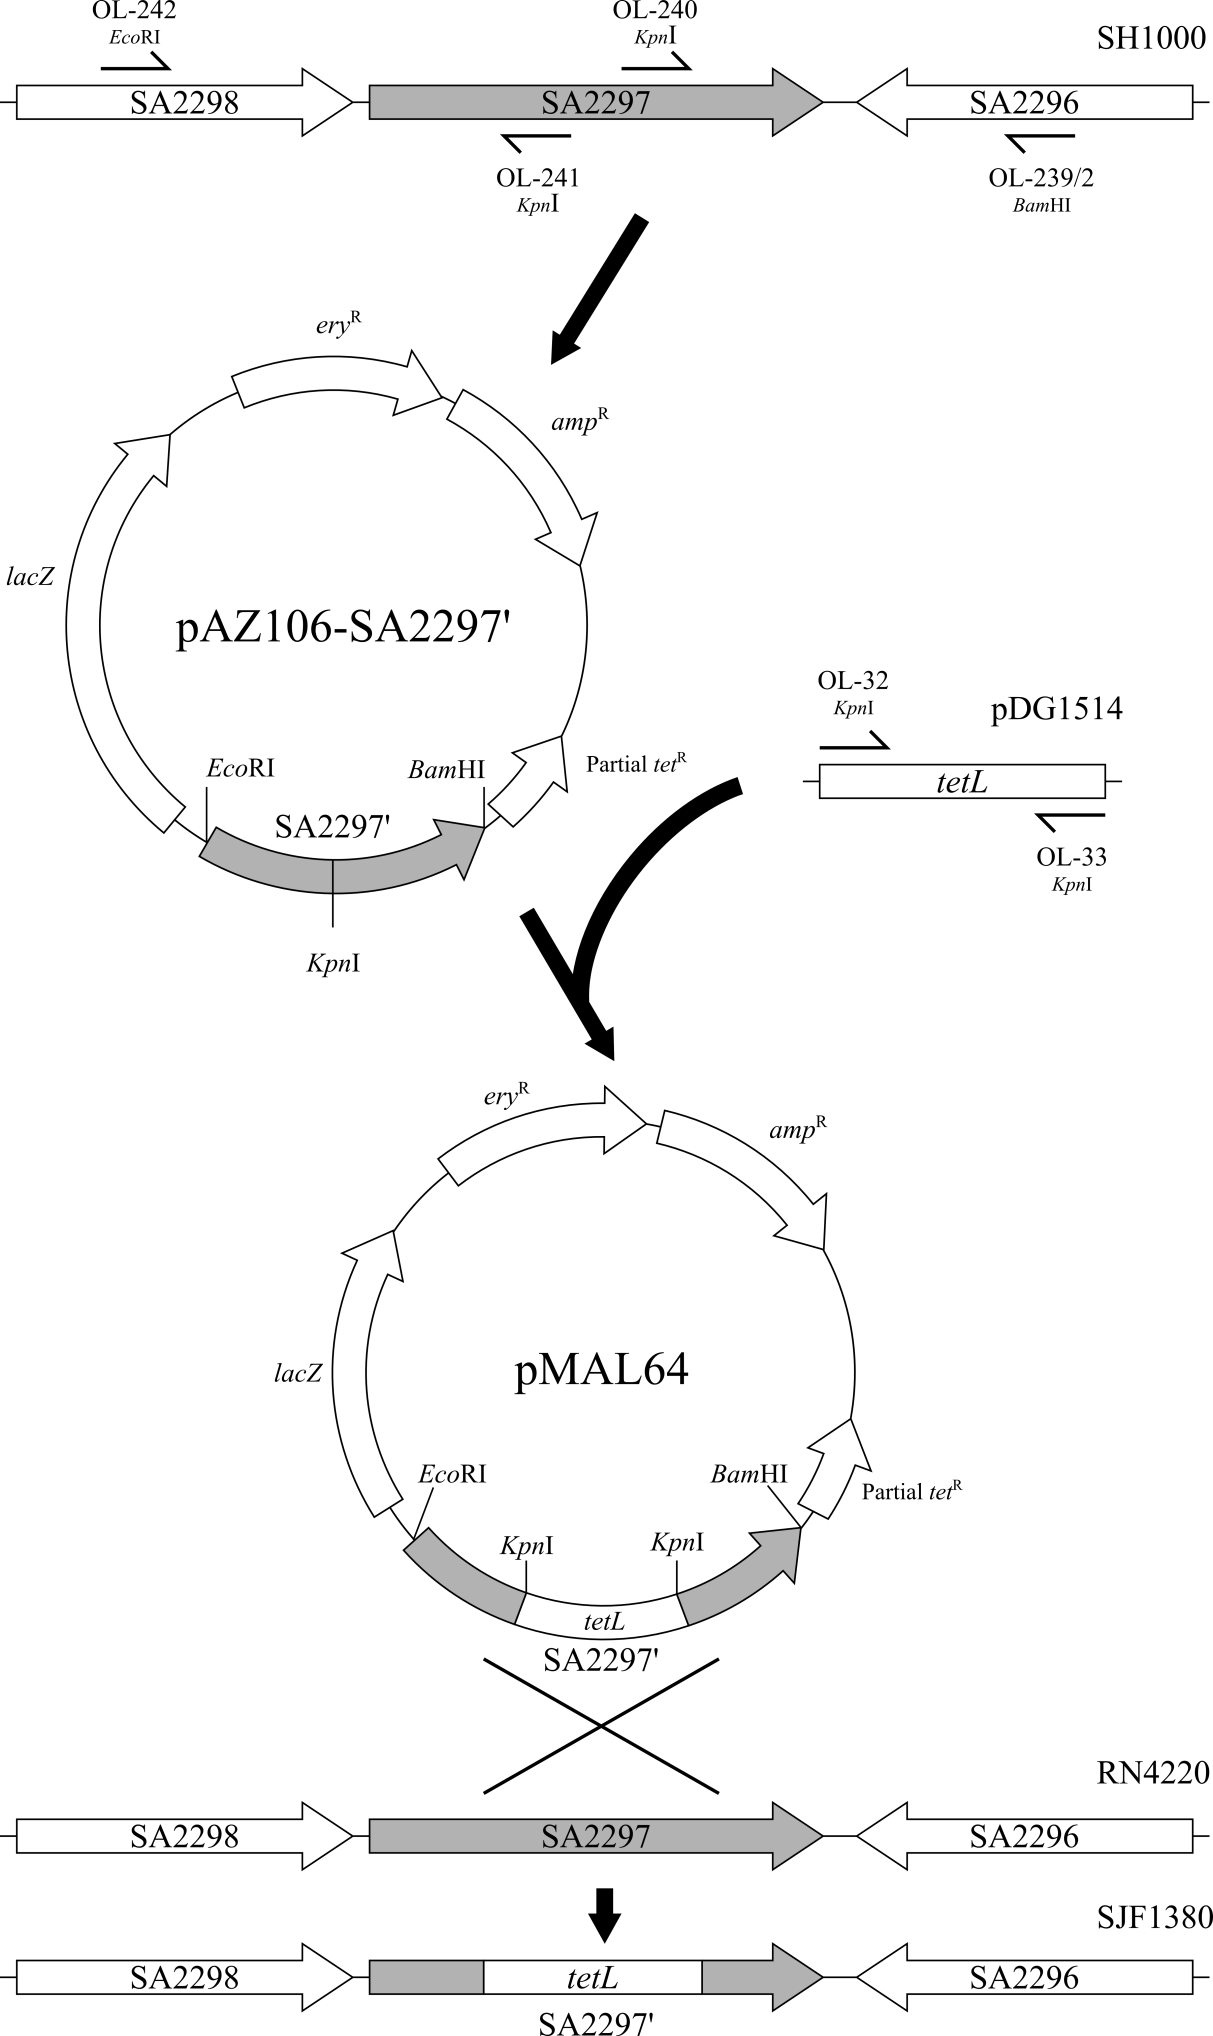 OL-242
EcoRI
OL-240
KpnI
SH1000
SA2298
SA2297
SA2296
OL-241
KpnI
OL-239/2
BamHI
eryR
ampR
lacZ
pAZ106-SA2297'
OL-32
KpnI
pDG1514
EcoRI
BamHI
Partial tetR
tetL
SA2297'
OL-33
KpnI
KpnI
eryR
ampR
lacZ
pMAL64
EcoRI
BamHI
Partial tetR
KpnI
KpnI
tetL
SA2297'
RN4220
SA2298
SA2297
SA2296
SJF1380
SA2298
tetL
SA2296
SA2297'